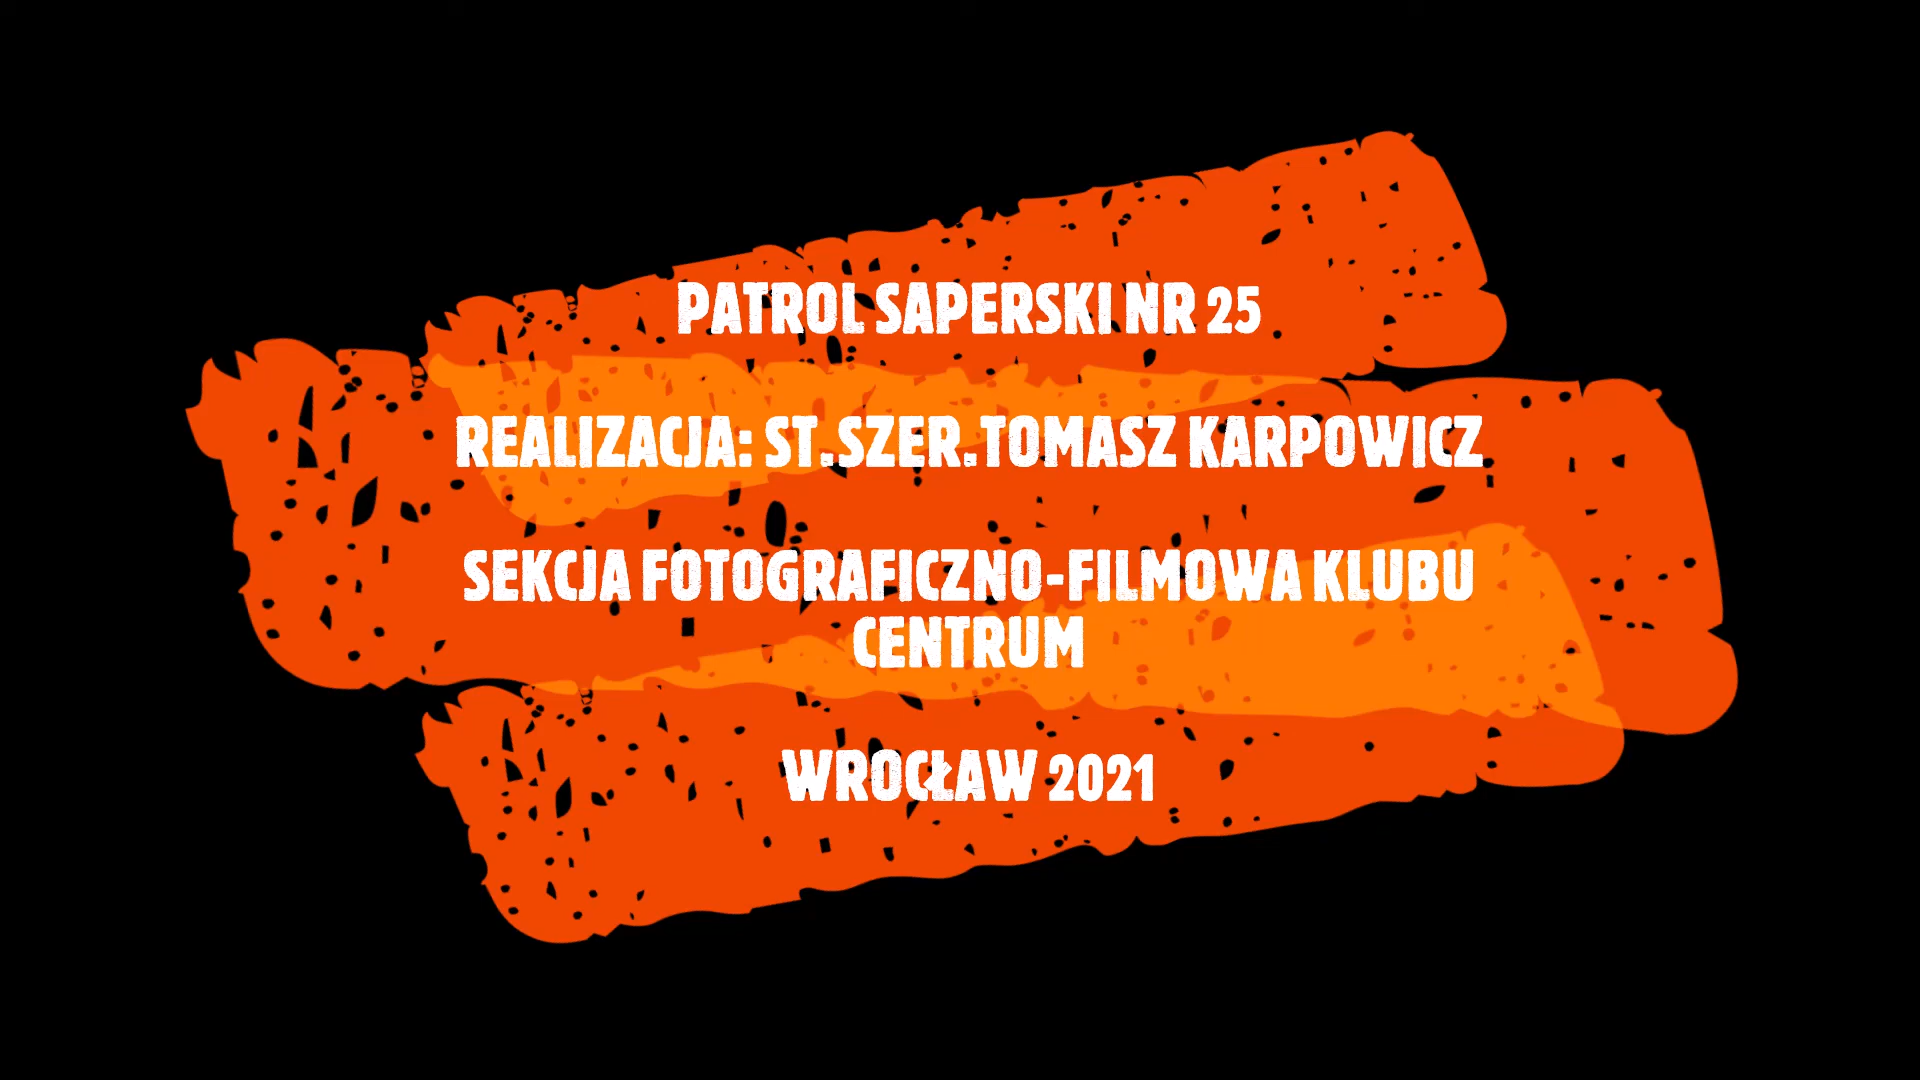 PATROL SAPERSKI NR 25
REALIZACJA: ST.SZER.TOMASZ KARPOWICZ
SEKCJA FOTOGRAFICZNO-FILMOWA KLUBU
CENTRUM
WROCŁAW 2021